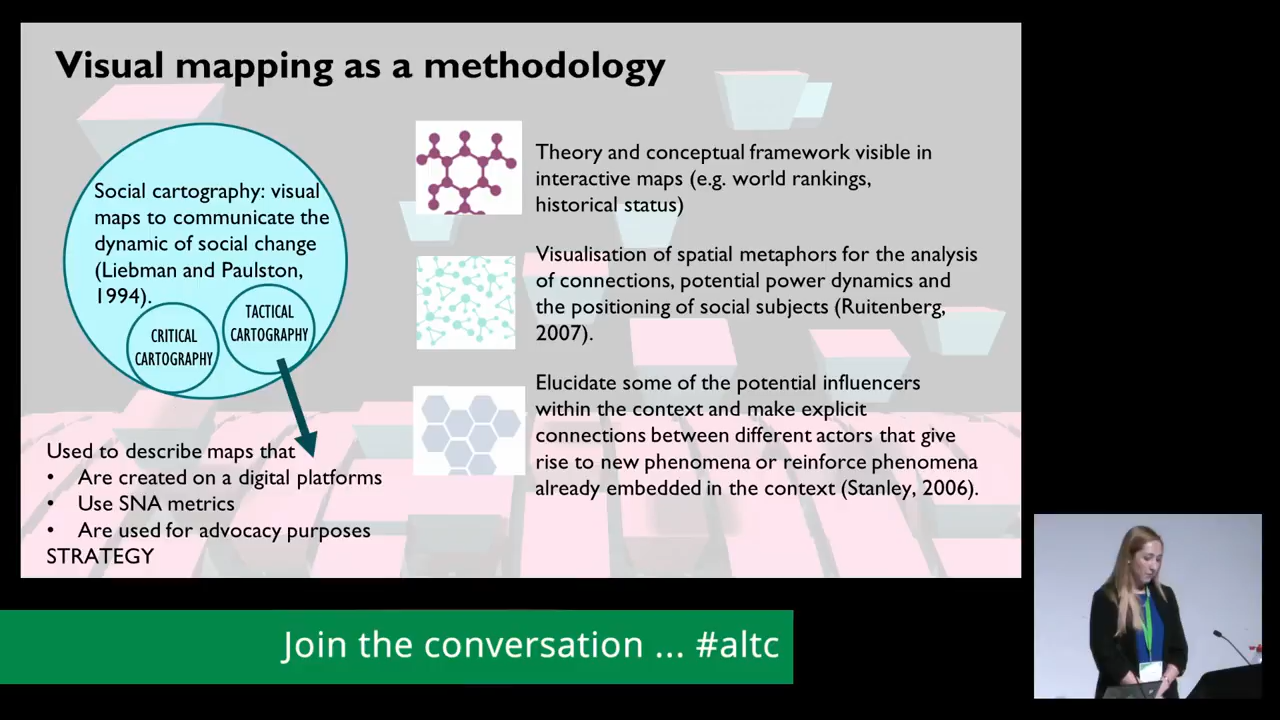 Visual mapping as a methodology
Social cartography: visual
maps to communicate the
dynamic of social change
(Liebman and Paulston,
1994).
CRITICAL
CARTOGRAPHY
TACTICAL
CARTOGRAPHY
Used to describe maps that
• Are created on a digital platforms
• Use SNA metrics
• Are used for advocacy purposes
STRATEGY
Theory and conceptual framework visible in
interactive maps (e.g. world rankings,
historical status)
Visualisation of spatial metaphors for the analysis
of connections, potential power dynamics and
the positioning of social subjects (Ruitenberg,
2007).
Elucidate some of the potential influencers
within the context and make explicit
connections between different actors that give
rise to new phenomena or reinforce phenomena
already embedded in the context (Stanley, 2006).
Join the conversation ... #altc